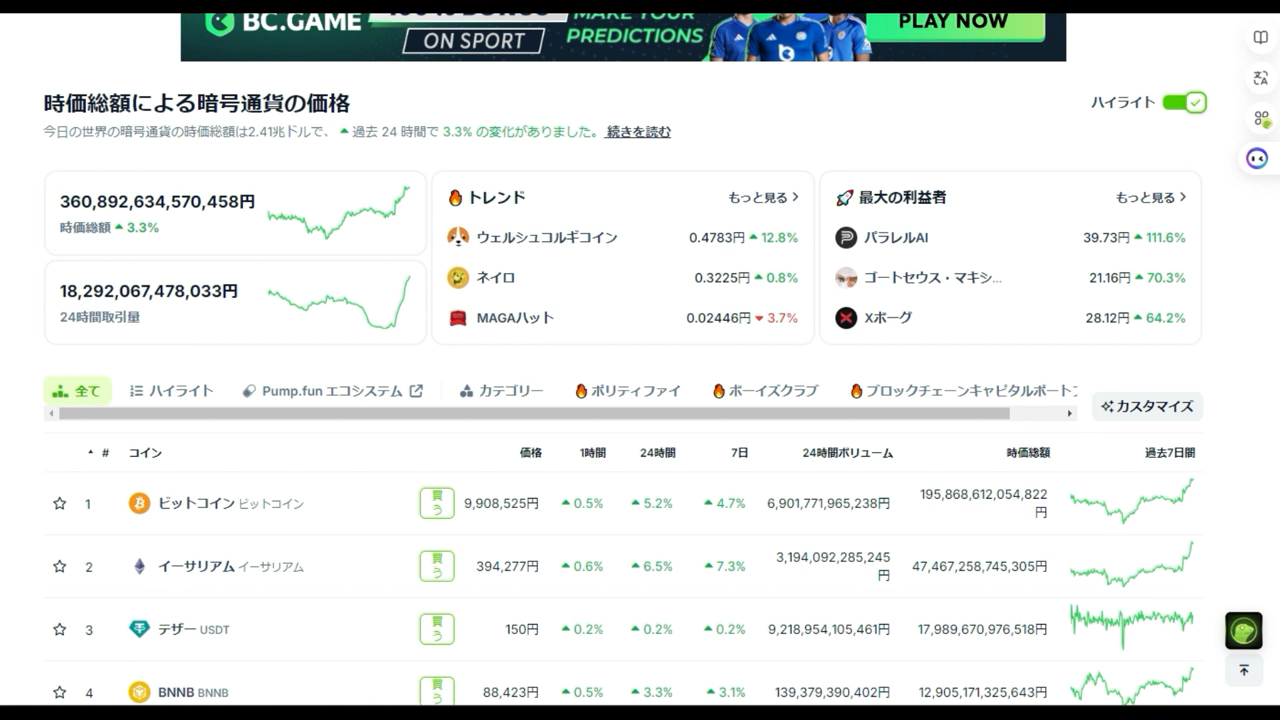 BC.GAME
ON SPORT
MAKE YOUR
PREDICTIONS
PLAY NOW
時価総額による暗号通貨の価格
ハイライト
今日の世界の暗号通貨の時価総額は2.41兆ドルで、 過去 24 時間で 3.3% の変化がありました。 続きを読む
360,892,634,570,458円
時価総額 3.3%
18,292,067,478,033円
24時間取引量
トレンド もっと見る
ウェルシュコルギコイン 0.4783円 12.8%
ネイロ 0.3225円 0.8%
MAGAハット 0.02446円 3.7%
最大の利益者 もっと見る
パラレルAI 39.73円 111.6%
ゴートセウス・マキシ... 21.16円 70.3%
Xボーグ 28.12円 64.2%
全て ハイライト Pump.fun エコシステム カテゴリー ポリティファイ ボーイズクラブ ブロックチェーンキャピタルポート
カスタマイズ
# コイン 価格 1時間 24時間 7日 24時間ボリューム 時価総額 過去7日間
1 ビットコイン ビットコイン 買う 9,908,525円 0.5% 5.2% 4.7% 6,901,771,965,238円 195,868,612,054,822円
2 イーサリアム イーサリアム 買う 394,277円 0.6% 6.5% 7.3% 3,194,092,285,245円 47,467,258,745,305円
3 テザー USDT 買う 150円 0.2% 0.2% 0.2% 9,218,954,105,461円 17,989,670,976,518円
4 BNNB BNNB 買う 88,423円 0.5% 3.3% 3.1% 139,379,390,402円 12,905,171,325,643円